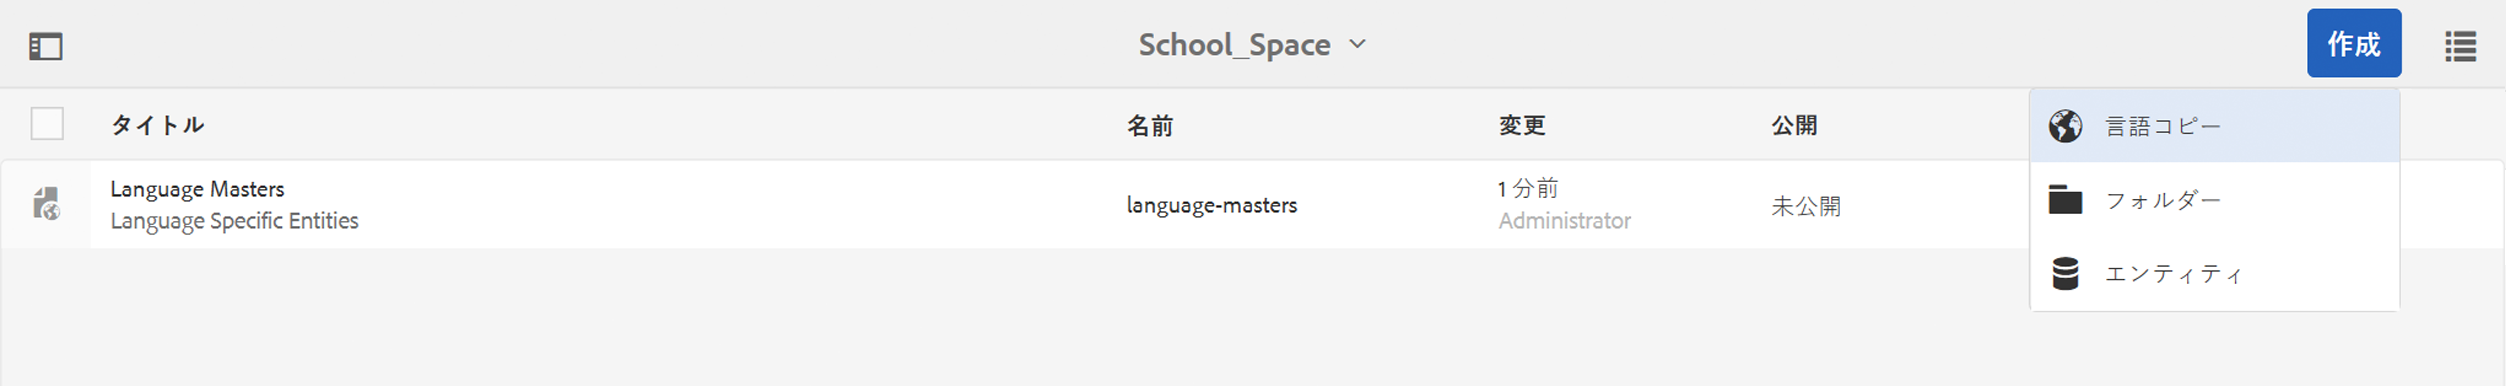 School_Space
作成
タイトル 名前 変更 公開
言語コピー
Language Masters
Language Specific Entities
language-masters
1 分前
Administrator
未公開
フォルダー
エンティティ